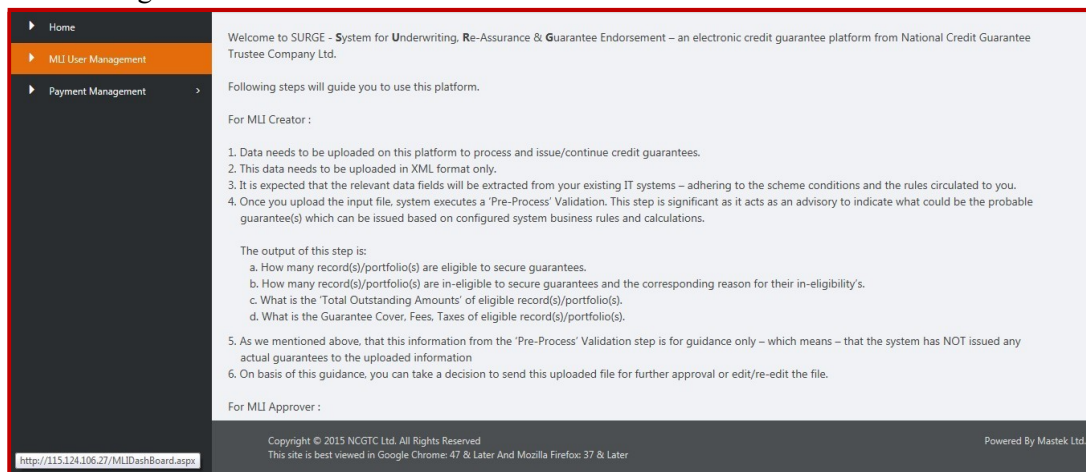 Home
MLI User Management
Payment Management
Welcome to SURGE - System for Underwriting, Re-Assurance & Guarantee Endorsement – an electronic credit guarantee platform from National Credit Guarantee
Trustee Company Ltd.
Following steps will guide you to use this platform.
For MLI Creator :
1. Data needs to be uploaded on this platform to process and issue/continue credit guarantees.
2. This data needs to be uploaded in XML format only.
3. It is expected that the relevant data fields will be extracted from your existing IT systems – adhering to the scheme conditions and the rules circulated to you.
4. Once you upload the input file, system executes a 'Pre-Process' Validation. This step is significant as it acts as an advisory to indicate what could be the probable
guarantee(s) which can be issued based on configured system business rules and calculations.
The output of this step is:
a. How many record(s)/portfolio(s) are eligible to secure guarantees.
b. How many record(s)/portfolio(s) are in-eligible to secure guarantees and the corresponding reason for their in-eligibility's.
c. What is the 'Total Outstanding Amounts' of eligible record(s)/portfolio(s).
d. What is the Guarantee Cover, Fees, Taxes of eligible record(s)/portfolio(s).
5. As we mentioned above, that this information from the 'Pre-Process' Validation step is for guidance only – which means – that the system has NOT issued any
actual guarantees to the uploaded information
6. On basis of this guidance, you can take a decision to send this uploaded file for further approval or edit/re-edit the file.
For MLI Approver :
Copyright © 2015 NCGTC Ltd. All Rights Reserved
Powered By Mastek Ltd.
This site is best viewed in Google Chrome: 47 & Later And Mozilla Firefox: 37 & Later
http://115.124.106.27/MLIDashBoard.aspx